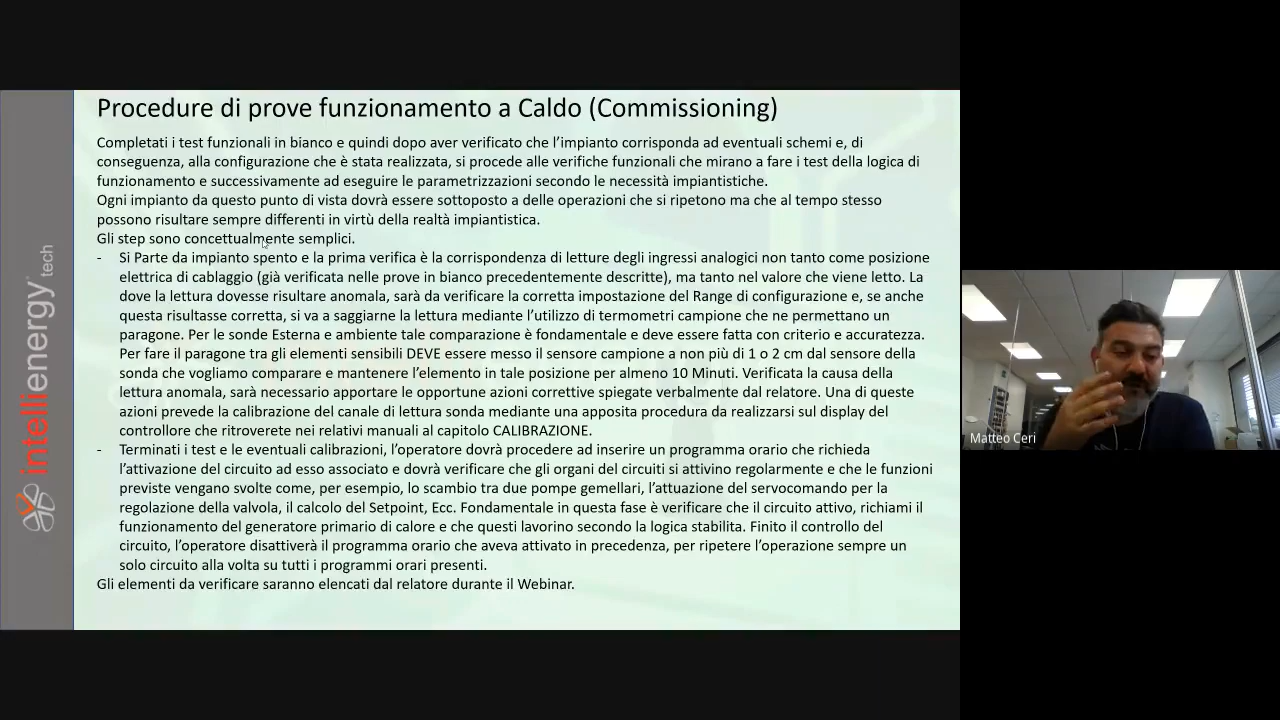 Procedure di prove funzionamento a Caldo (Commissioning)
Completati i test funzionali in bianco e quindi dopo aver verificato che l'impianto corrisponda ad eventuali schemi e, di
conseguenza, alla configurazione che è stata realizzata, si procede alle verifiche funzionali che mirano a fare i test della logica di
funzionamento e successivamente ad eseguire le parametrizzazioni secondo le necessità impiantistiche.
Ogni impianto da questo punto di vista dovrà essere sottoposto a delle operazioni che si ripetono ma che al tempo stesso
possono risultare sempre differenti in virtù della realtà impiantistica.
Gli step sono concettualmente semplici.
- Si Parte da impianto spento e la prima verifica è la corrispondenza di letture degli ingressi analogici non tanto come posizione
elettrica di cablaggio (già verificata nelle prove in bianco precedentemente descritte), ma tanto nel valore che viene letto. La
dove la lettura dovesse risultare anomala, sarà da verificare la corretta impostazione del Range di configurazione e, se anche
questa risultasse corretta, si va a saggiarne la lettura mediante l'utilizzo di termometri campione che ne permettano un
paragone. Per le sonde Esterna e ambiente tale comparazione è fondamentale e deve essere fatta con criterio e accuratezza.
Per fare il paragone tra gli elementi sensibili DEVE essere messo il sensore campione a non più di 1 o 2 cm dal sensore della
sonda che vogliamo comparare e mantenere l'elemento in tale posizione per almeno 10 Minuti. Verificata la causa della
lettura anomala, sarà necessario apportare le opportune azioni correttive spiegate verbalmente dal relatore. Una di queste
azioni prevede la calibrazione del canale di lettura sonda mediante una apposita procedura da realizzarsi sul display del
controllore che ritroverete nei relativi manuali al capitolo CALIBRAZIONE.
- Terminati i test e le eventuali calibrazioni, l'operatore dovrà procedere ad inserire un programma orario che richieda
l'attivazione del circuito ad esso associato e dovrà verificare che gli organi del circuiti si attivino regolarmente e che le funzioni
previste vengano svolte come, per esempio, lo scambio tra due pompe gemellari, l'attuazione del servocomando per la
regolazione della valvola, il calcolo del Setpoint, Ecc. Fondamentale in questa fase è verificare che il circuito attivo, richiami il
funzionamento del generatore primario di calore e che questi lavorino secondo la logica stabilita. Finito il controllo del
circuito, l'operatore disattiverà il programma orario che aveva attivato in precedenza, per ripetere l'operazione sempre un
solo circuito alla volta su tutti i programmi orari presenti.
Gli elementi da verificare saranno elencati dal relatore durante il Webinar.
intellienergy tech
Matteo Ceri